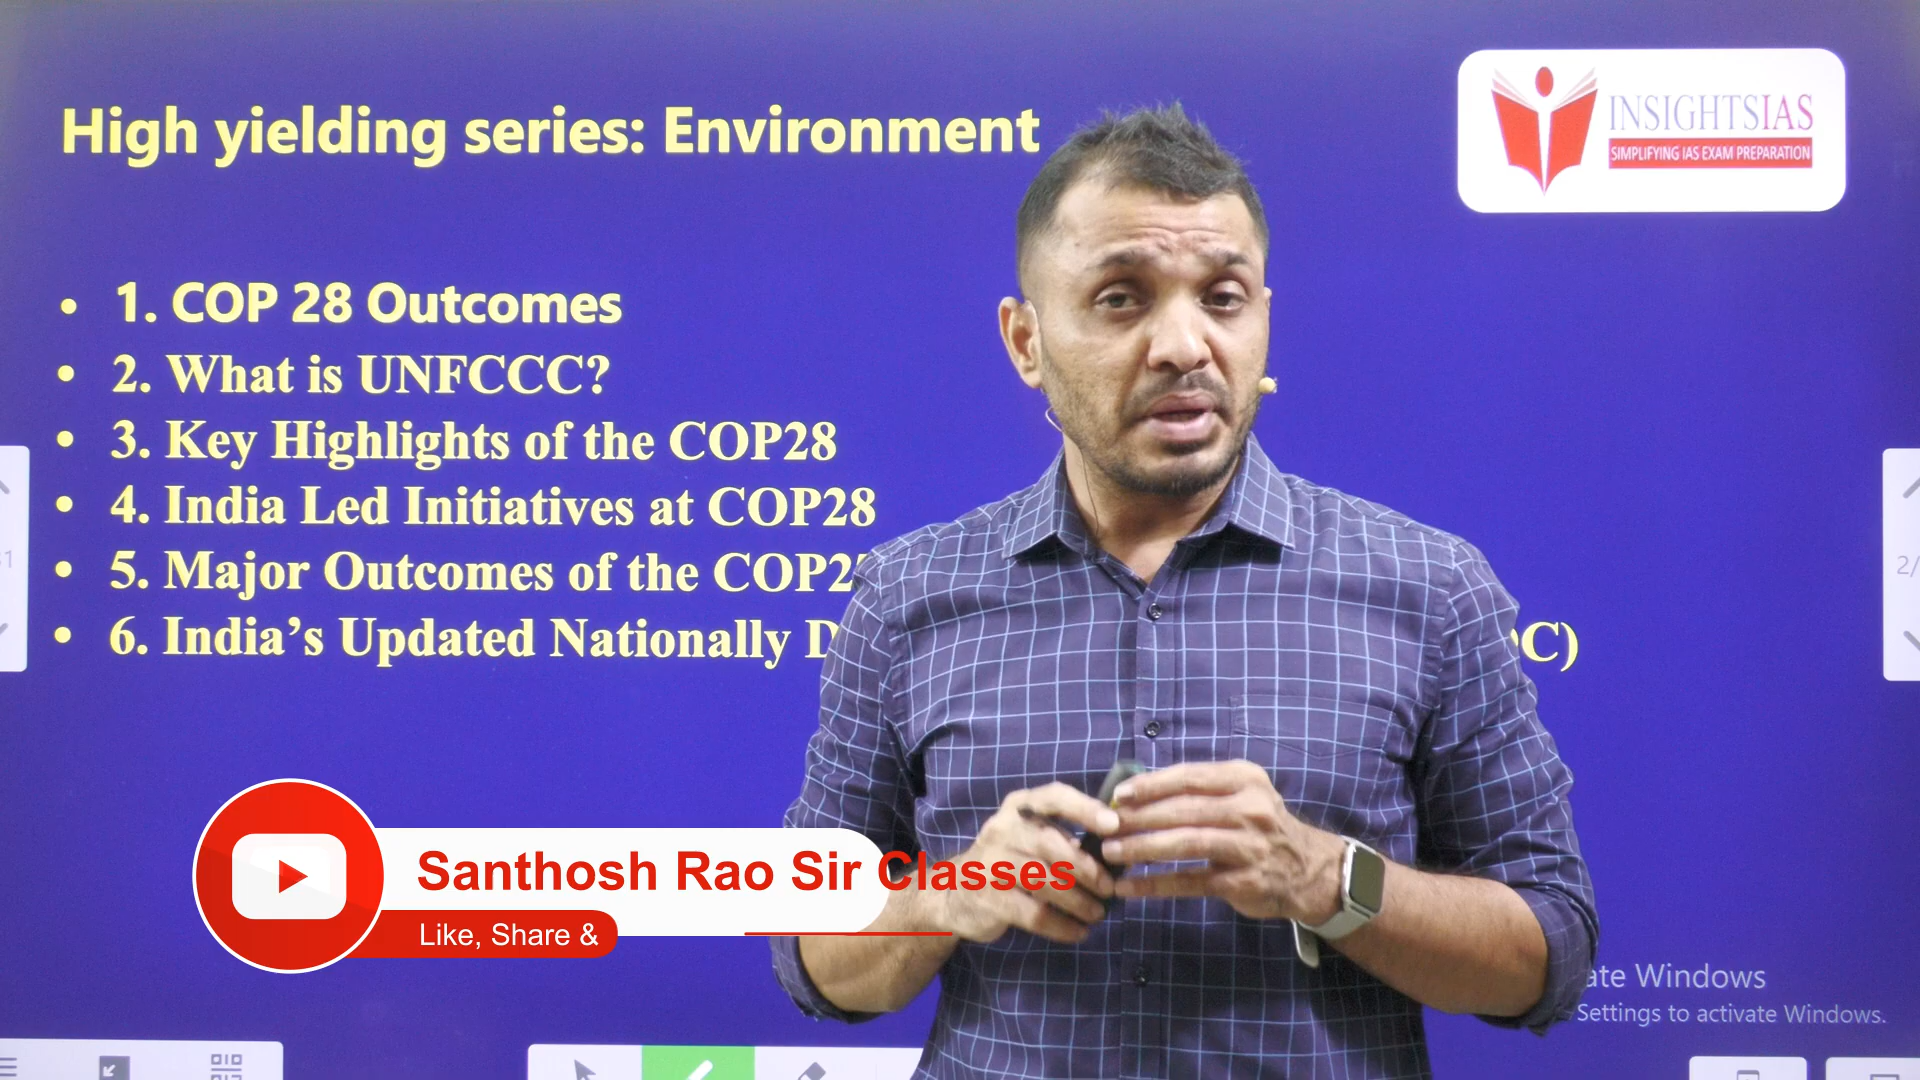 High yielding series: Environment
INSIGHTSIAS
SIMPLIFYING IAS EXAM PREPARATION
• 1. COP 28 Outcomes
• 2. What is UNFCCC?
• 3. Key Highlights of the COP28
• 4. India Led Initiatives at COP28
• 5. Major Outcomes of the COP2
• 6. India's Updated Nationally D C)
2/
Santhosh Rao Sir Classes
Like, Share &
ate Windows
Settings to activate Windows.